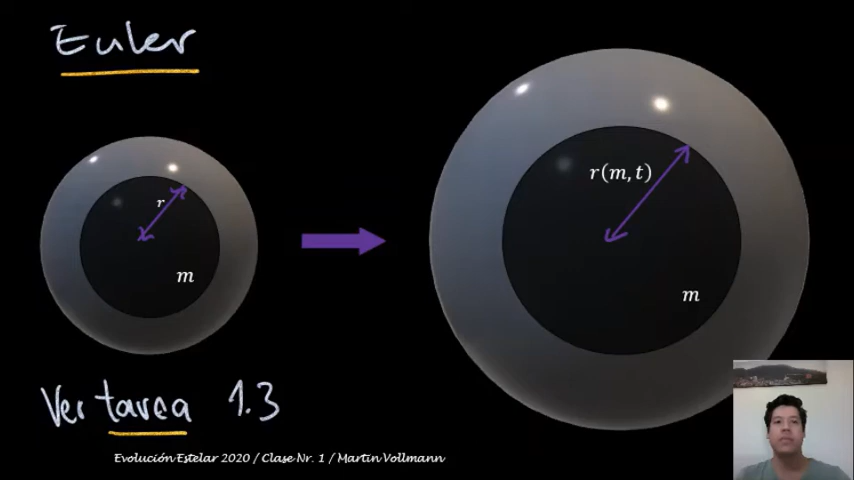 Euler
r
m
r(m, t)
m
Ver tarea 1.3
Evolución Estelar 2020 / Clase Nr. 1 / Martin Vollmann